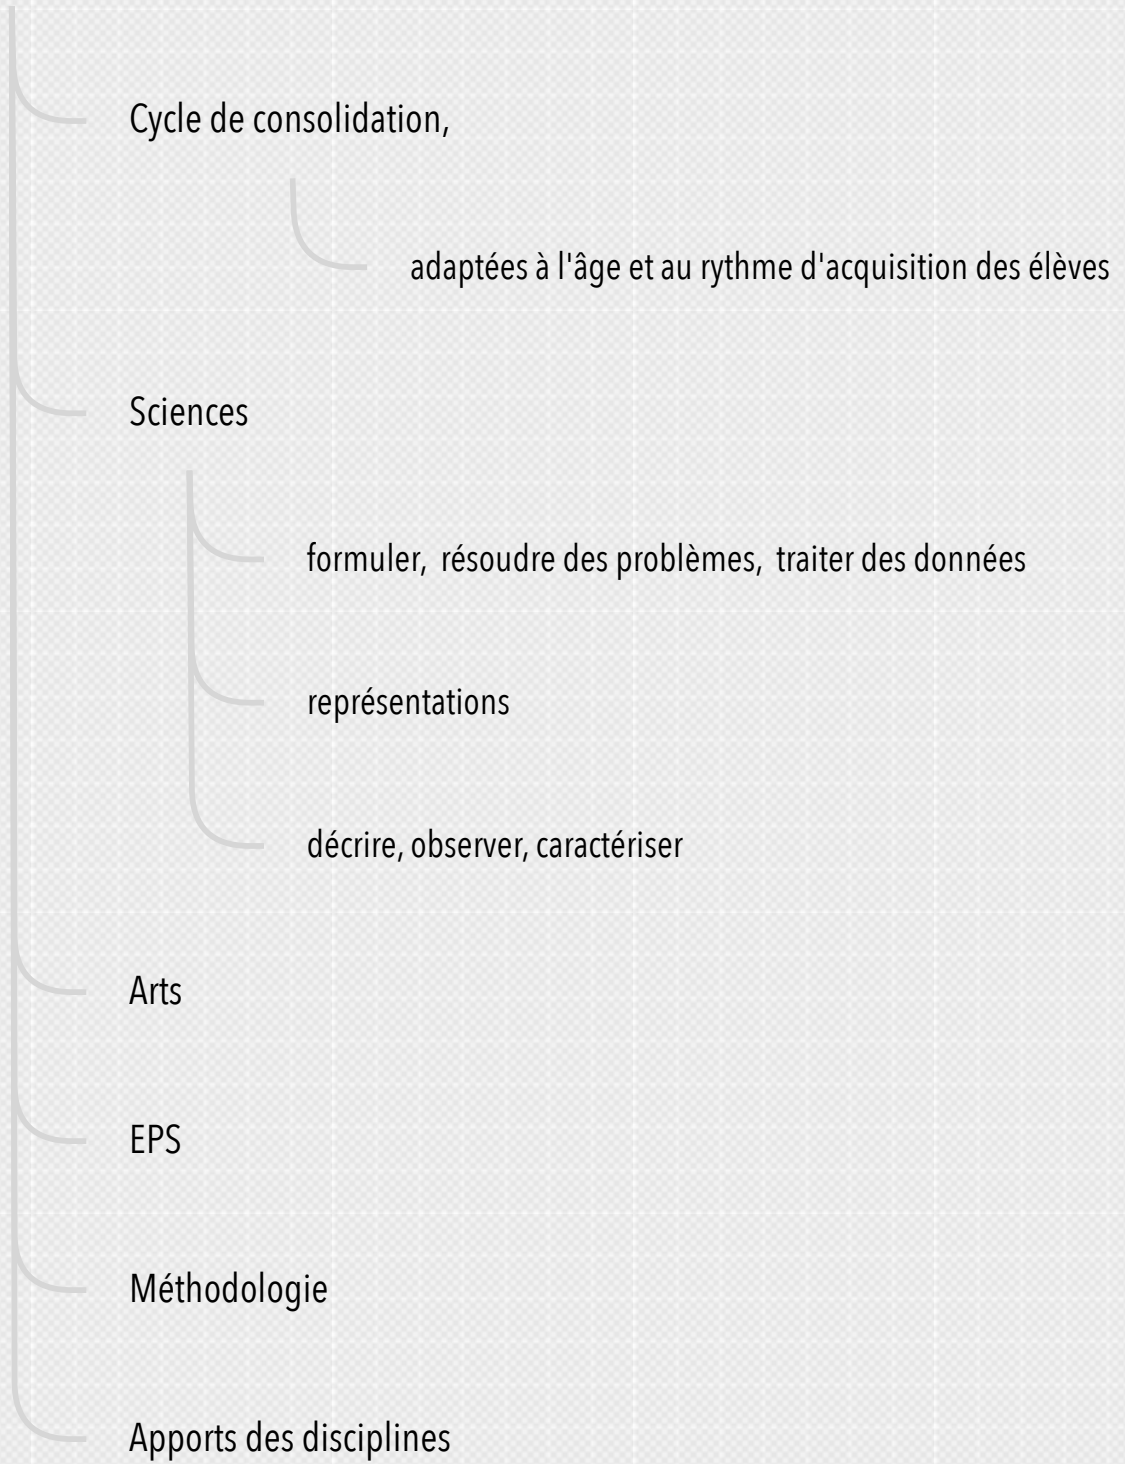 Cycle de consolidation,
adaptées à l'âge et au rythme d'acquisition des élèves
Sciences
formuler, résoudre des problèmes, traiter des données
représentations
décrire, observer, caractériser
Arts
EPS
Méthodologie
Apports des disciplines